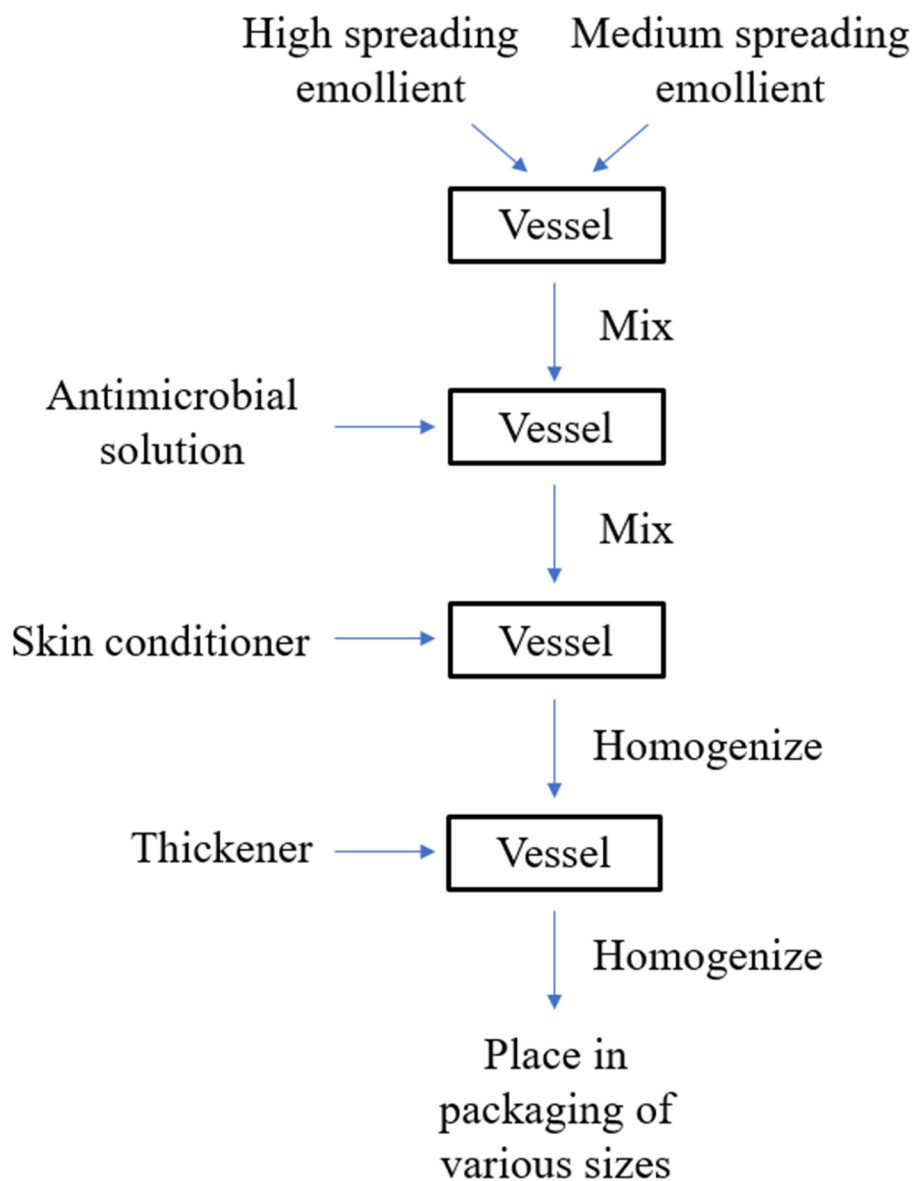 High spreading
emollient
Medium spreading
emollient
Vessel
Mix
Antimicrobial
solution
Vessel
Mix
Skin conditioner
Vessel
Homogenize
Thickener
Vessel
Homogenize
Place in
packaging of
various sizes